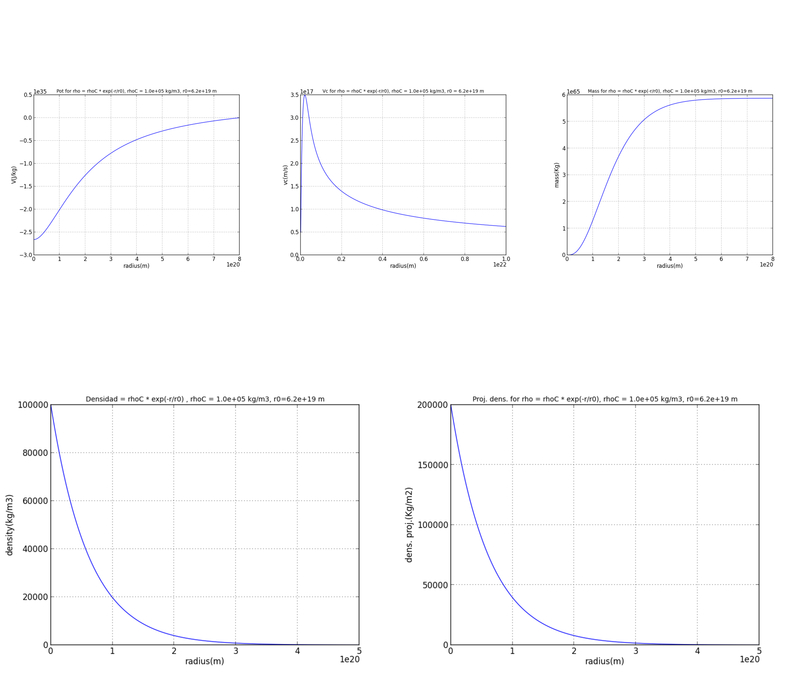 1e35 Pot for rho = rhoC * exp(-r/r0), rhoC = 1.0e+05 kg/m3, r0=6.2e+19 m
0.5
0.0
−0.5
−1.0
−1.5
−2.0
−2.5
−3.0
V(J/kg)
0 1 2 3 4 5 6 7 8
radius(m)
1e20
1e17 Vc for rho = rhoC * exp(-r/r0), rhoC = 1.0e+05 kg/m3, r0 = 6.2e+19 m
3.5
3.0
2.5
2.0
1.5
1.0
0.5
0.0
vc(m/s)
0.0 0.2 0.4 0.6 0.8 1.0
radius(m)
1e22
1e65 Mass for rho = rhoC * exp(-r/r0), rhoC = 1.0e+05 kg/m3, r0=6.2e+19 m
6
5
4
3
2
1
0
mass(Kg)
0 1 2 3 4 5 6 7 8
radius(m)
1e20
Densidad = rhoC * exp(-r/r0) , rhoC = 1.0e+05 kg/m3, r0=6.2e+19 m
100000
80000
60000
40000
20000
0
density(kg/m3)
0 1 2 3 4 5
radius(m)
1e20
Proj. dens. for rho = rhoC * exp(-r/r0), rhoC = 1.0e+05 kg/m3, r0=6.2e+19 m
200000
150000
100000
50000
0
dens. proj.(Kg/m2)
0 1 2 3 4 5
radius(m)
1e20